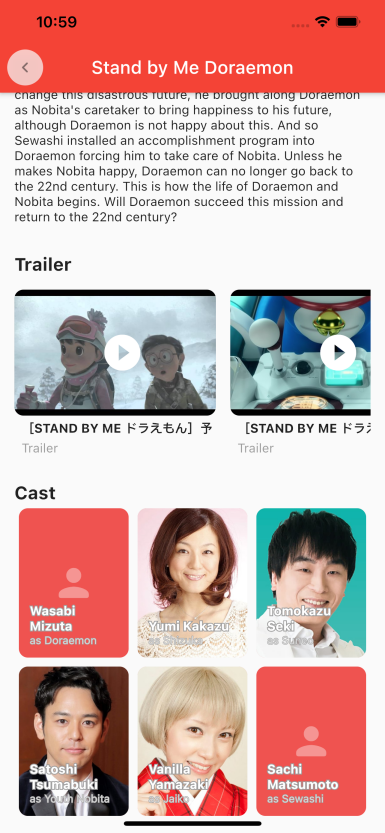 10:59
Stand by Me Doraemon
change this disastrous future, he brought along Doraemon
as Nobita's caretaker to bring happiness to his future,
although Doraemon is not happy about this. And so
Sewashi installed an accomplishment program into
Doraemon forcing him to take care of Nobita. Unless he
makes Nobita happy, Doraemon can no longer go back to
the 22nd century. This is how the life of Doraemon and
Nobita begins. Will Doraemon succeed this mission and
return to the 22nd century?
Trailer
［STAND BY ME ドラえもん］予
Trailer
［STAND BY ME ドラ
Trailer
Cast
Wasabi
Mizuta
as Doraemon
Yumi Kakazu
as Shizuka
Tomokazu
Seki
as Suneo
Satoshi
Tsumabuki
as Youth Nobita
Vanilla
Yamazaki
as Jaiko
Sachi
Matsumoto
as Sewashi